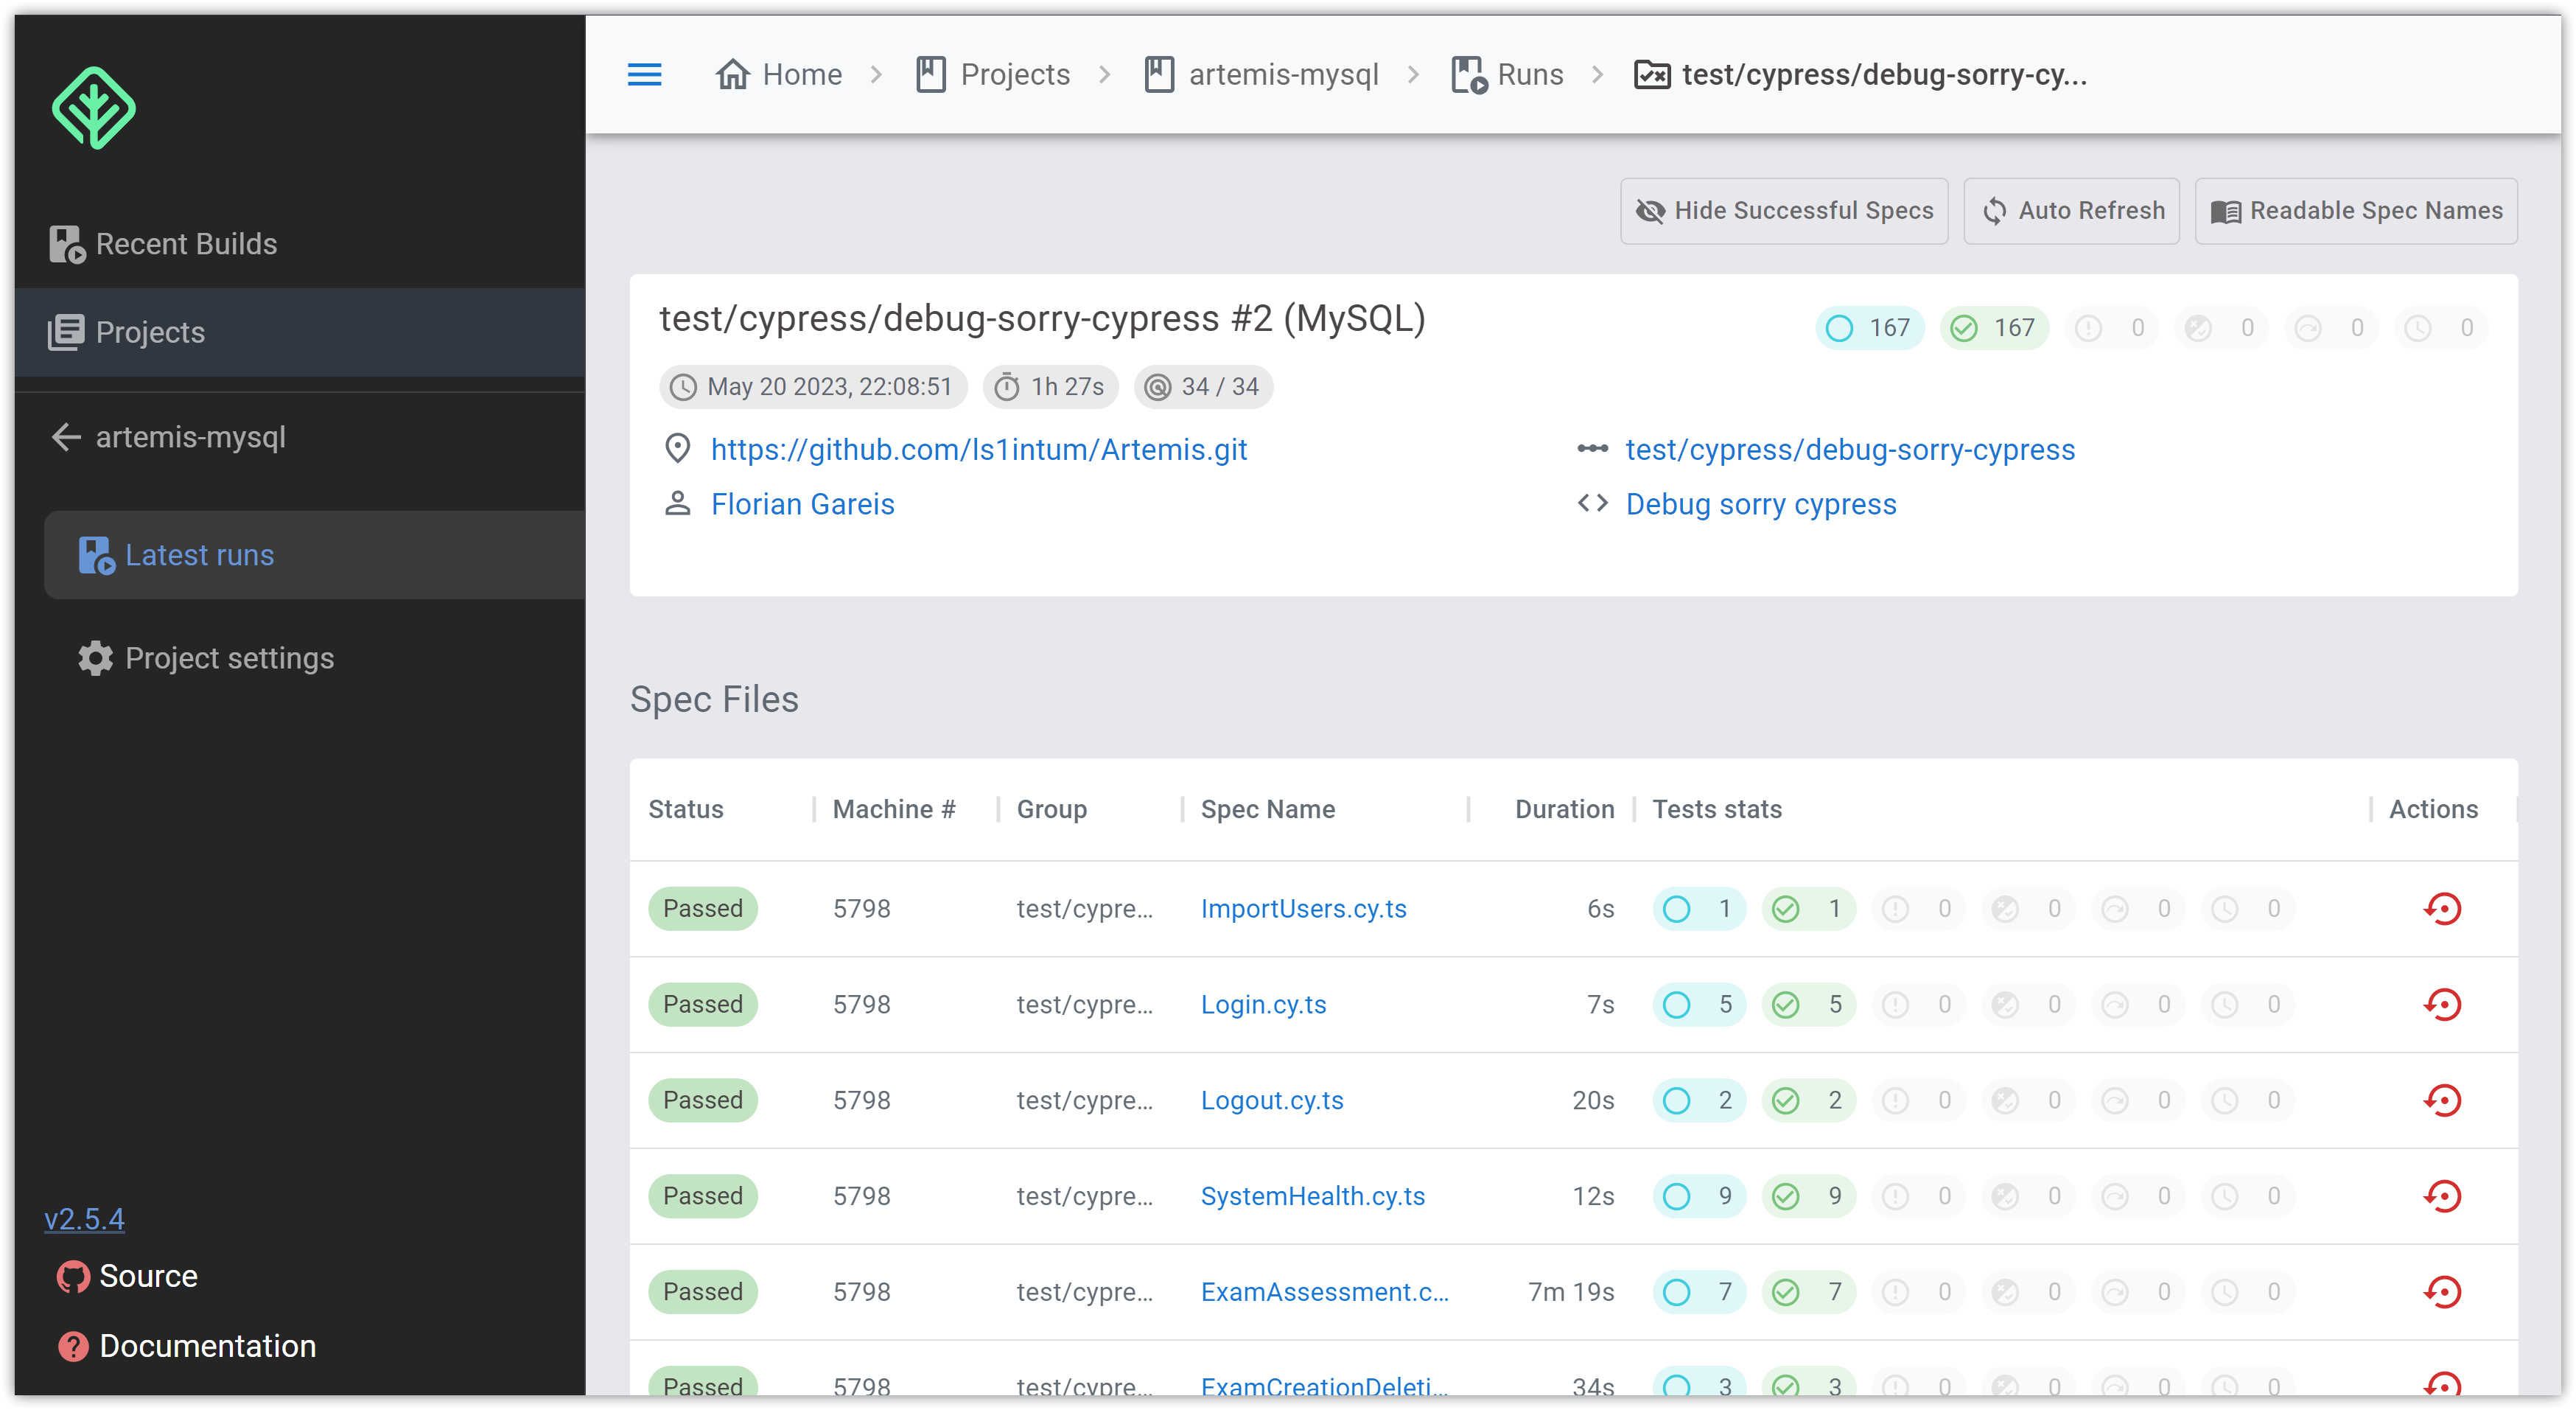 Home
Projects
artemis-mysql
Runs
test/cypress/debug-sorry-cy...
Recent Builds
Projects
artemis-mysql
Latest runs
Project settings
v2.5.4
Source
Documentation
Hide Successful Specs
Auto Refresh
Readable Spec Names
test/cypress/debug-sorry-cypress #2 (MySQL)
167 167 0 0 0 0
May 20 2023, 22:08:51 1h 27s 34 / 34
https://github.com/ls1intum/Artemis.git
test/cypress/debug-sorry-cypress
Florian Gareis
Debug sorry cypress
Spec Files
Status Machine # Group Spec Name Duration Tests stats Actions
Passed 5798 test/cypre... ImportUsers.cy.ts 6s 1 1 0 0 0 0
Passed 5798 test/cypre... Login.cy.ts 7s 5 5 0 0 0 0
Passed 5798 test/cypre... Logout.cy.ts 20s 2 2 0 0 0 0
Passed 5798 test/cypre... SystemHealth.cy.ts 12s 9 9 0 0 0 0
Passed 5798 test/cypre... ExamAssessment.c... 7m 19s 7 7 0 0 0 0
Passed 5798 test/cypre... ExamCreationDeleti... 34s 3 3 0 0 0 0